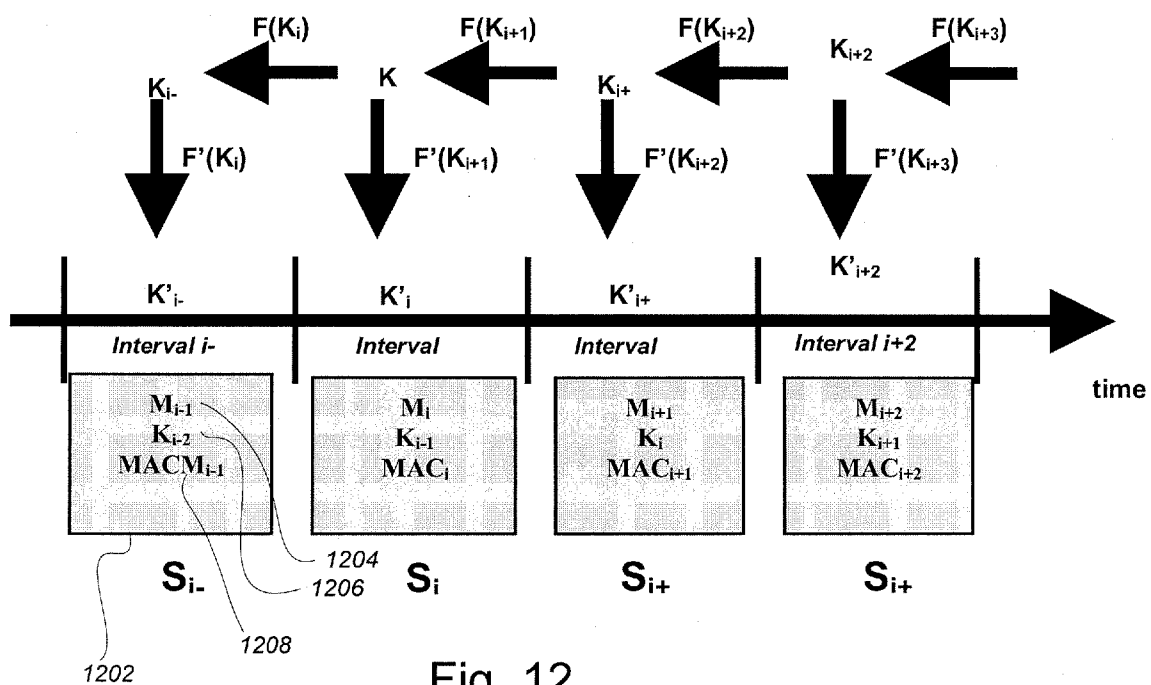 F(Kᵢ) F(Kᵢ₊₁) F(Kᵢ₊₂) Kᵢ₊₂ F(Kᵢ₊₃)
Kᵢ₋ K Kᵢ₊
F'(Kᵢ) F'(Kᵢ₊₁) F'(Kᵢ₊₂) F'(Kᵢ₊₃)
K'ᵢ₋ K'ᵢ K'ᵢ₊ K'ᵢ₊₂
Interval i- Interval Interval Interval i+2
time
Mᵢ₋₁ Mᵢ Mᵢ₊₁ Mᵢ₊₂
Kᵢ₋₂ Kᵢ₋₁ Kᵢ Kᵢ₊₁
MACMᵢ₋₁ MACᵢ MACᵢ₊₁ MACᵢ₊₂
Sᵢ₋ Sᵢ Sᵢ₊ Sᵢ₊
1204
1206
1208
1202
Fig. 12